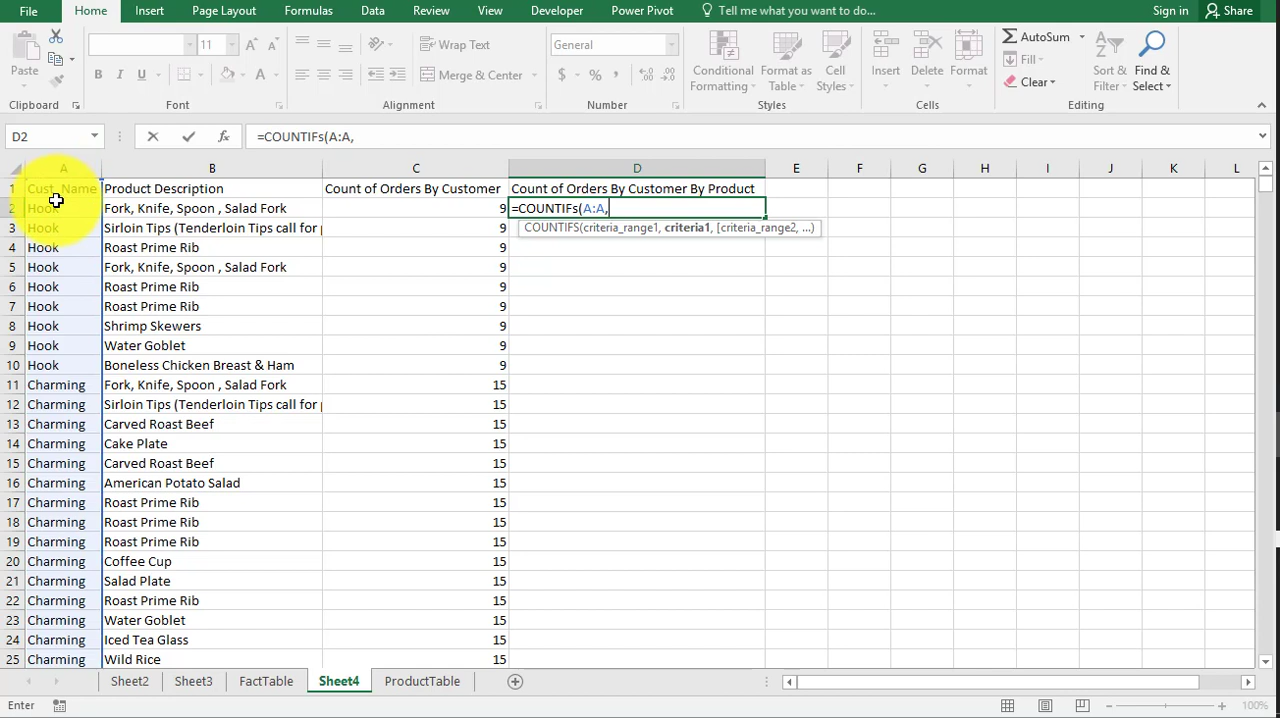 File Home Insert Page Layout Formulas Data Review View Developer Power Pivot Tell me what you want to do... Sign in Share
Paste
11
Wrap Text
Merge & Center
General
Conditional Formatting
Format as Table
Cell Styles
Insert
Delete
Format
AutoSum
Fill
Clear
Sort & Filter
Find & Select
Clipboard Font Alignment Number Styles Cells Editing
D2 =COUNTIFs(A:A,
A B C D E F G H I J K L
1 Cust_Name Product Description Count of Orders By Customer Count of Orders By Customer By Product
2 Hook Fork, Knife, Spoon , Salad Fork 9 =COUNTIFs(A:A,
3 Hook Sirloin Tips (Tenderloin Tips call for p 9 COUNTIFS(criteria_range1, criteria1, [criteria_range2, ...)
4 Hook Roast Prime Rib 9
5 Hook Fork, Knife, Spoon , Salad Fork 9
6 Hook Roast Prime Rib 9
7 Hook Roast Prime Rib 9
8 Hook Shrimp Skewers 9
9 Hook Water Goblet 9
10 Hook Boneless Chicken Breast & Ham 9
11 Charming Fork, Knife, Spoon , Salad Fork 15
12 Charming Sirloin Tips (Tenderloin Tips call for p 15
13 Charming Carved Roast Beef 15
14 Charming Cake Plate 15
15 Charming Carved Roast Beef 15
16 Charming American Potato Salad 15
17 Charming Roast Prime Rib 15
18 Charming Roast Prime Rib 15
19 Charming Roast Prime Rib 15
20 Charming Coffee Cup 15
21 Charming Salad Plate 15
22 Charming Roast Prime Rib 15
23 Charming Water Goblet 15
24 Charming Iced Tea Glass 15
25 Charming Wild Rice 15
Sheet2 Sheet3 FactTable Sheet4 ProductTable
Enter 100%